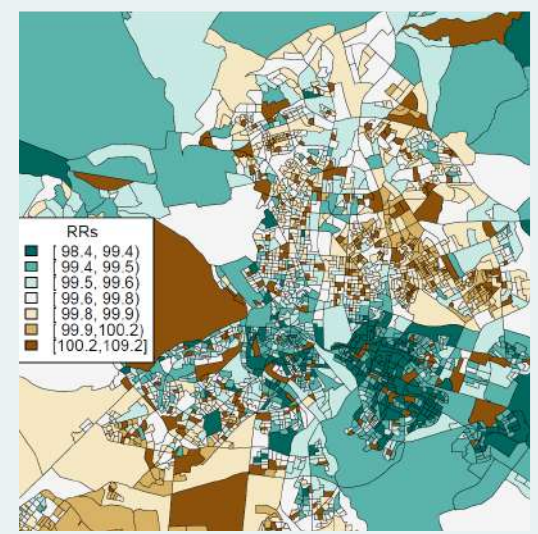 RRs
[ 98.4, 99.4)
[ 99.4, 99.5)
[ 99.5, 99.6)
[ 99.6, 99.8)
[ 99.8, 99.9)
[ 99.9,100.2)
[100.2,109.2]